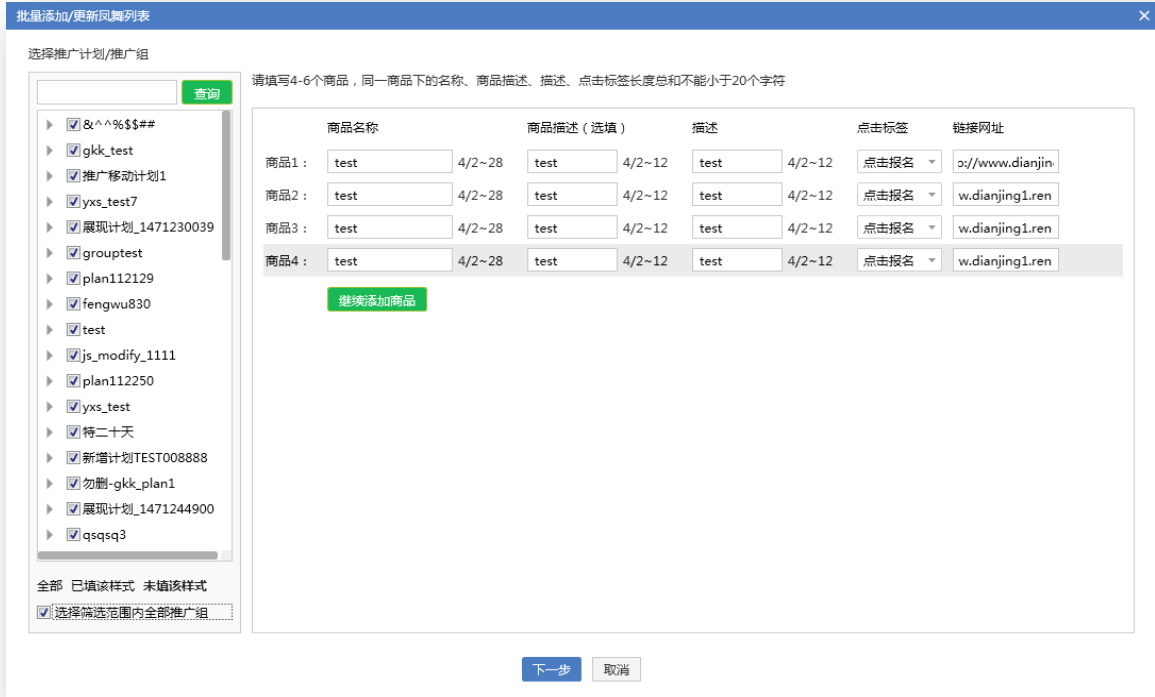 批量添加/更新凤舞列表
选择推广计划/推广组
查询
&^^%$$##
gkk_test
推广移动计划1
yxs_test7
展现计划_1471230039
grouptest
plan112129
fengwu830
test
js_modify_1111
plan112250
yxs_test
特二十天
新增计划TEST008888
勿删-gkk_plan1
展现计划_1471244900
qsqsq3
全部 已填该样式 未填该样式
选择筛选范围内全部推广组
请填写4-6个商品，同一商品下的名称、商品描述、描述、点击标签长度总和不能小于20个字符
商品名称 商品描述（选填） 描述 点击标签 链接网址
商品1： test 4/2~28 test 4/2~12 test 4/2~12 点击报名 ://www.dianjin
商品2： test 4/2~28 test 4/2~12 test 4/2~12 点击报名 w.dianjing1.ren
商品3： test 4/2~28 test 4/2~12 test 4/2~12 点击报名 w.dianjing1.ren
商品4： test 4/2~28 test 4/2~12 test 4/2~12 点击报名 w.dianjing1.ren
继续添加商品
下一步 取消